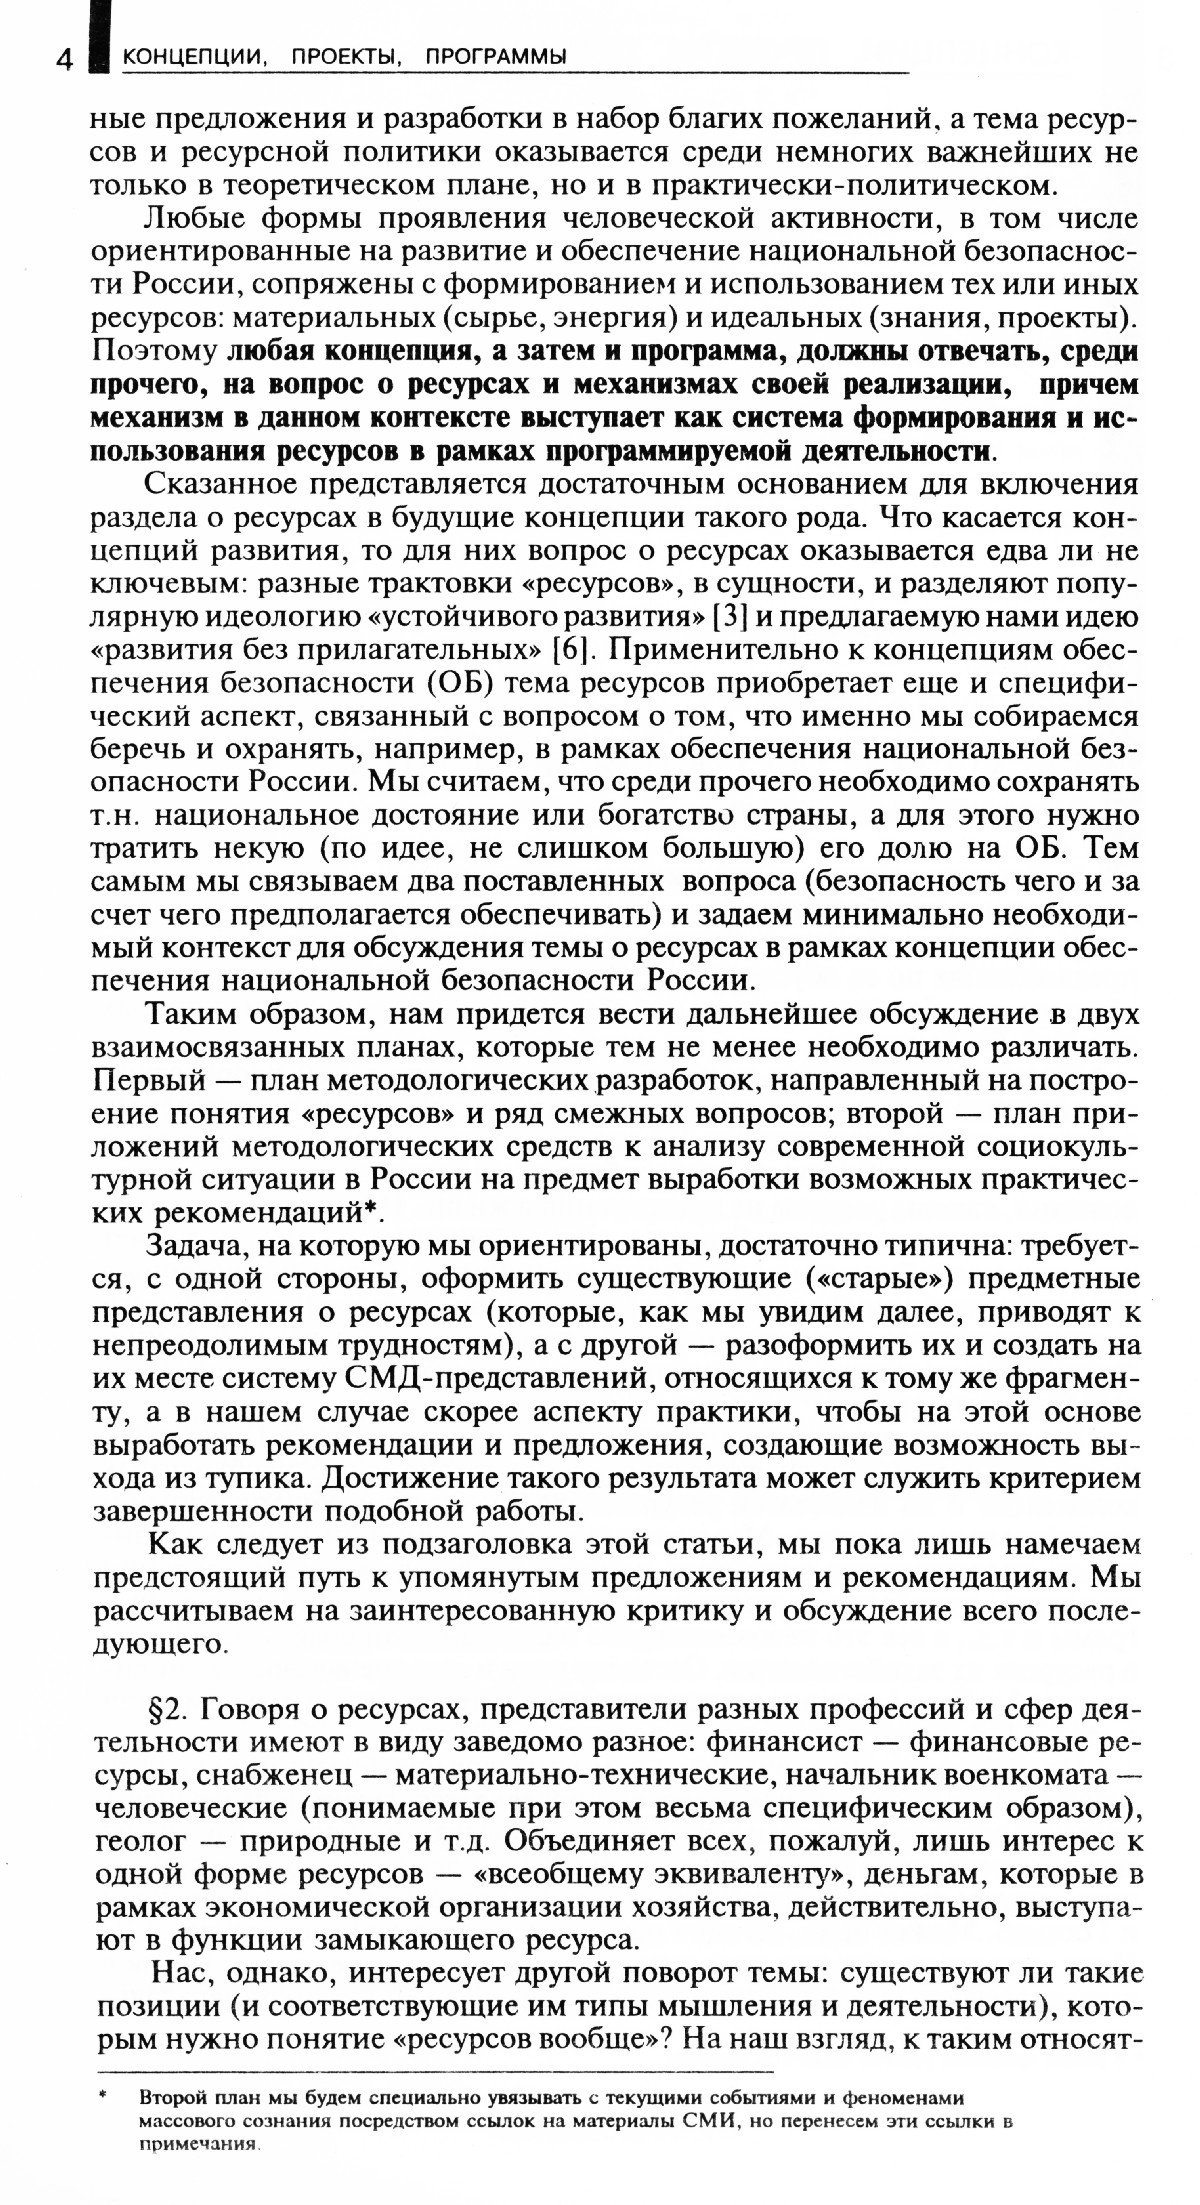 4 КОНЦЕПЦИИ, ПРОЕКТЫ, ПРОГРАММЫ
ные предложения и разработки в набор благих пожеланий, а тема ресур-
сов и ресурсной политики оказывается среди немногих важнейших не
только в теоретическом плане, но и в практически-политическом.
Любые формы проявления человеческой активности, в том числе
ориентированные на развитие и обеспечение национальной безопаснос-
ти России, сопряжены с формированием и использованием тех или иных
ресурсов: материальных (сырье, энергия) и идеальных (знания, проекты).
Поэтому любая концепция, а затем и программа, должны отвечать, среди
прочего, на вопрос о ресурсах и механизмах своей реализации, причем
механизм в данном контексте выступает как система формирования и ис-
пользования ресурсов в рамках программируемой деятельности.
Сказанное представляется достаточным основанием для включения
раздела о ресурсах в будущие концепции такого рода. Что касается кон-
цепций развития, то для них вопрос о ресурсах оказывается едва ли не
ключевым: разные трактовки «ресурсов», в сущности, и разделяют попу-
лярную идеологию «устойчивого развития» [3] и предлагаемую нами идею
«развития без прилагательных» [6]. Применительно к концепциям обес-
печения безопасности (ОБ) тема ресурсов приобретает еще и специфи-
ческий аспект, связанный с вопросом о том, что именно мы собираемся
беречь и охранять, например, в рамках обеспечения национальной без-
опасности России. Мы считаем, что среди прочего необходимо сохранять
т.н. национальное достояние или богатство страны, а для этого нужно
тратить некую (по идее, не слишком большую) его долю на ОБ. Тем
самым мы связываем два поставленных вопроса (безопасность чего и за
счет чего предполагается обеспечивать) и задаем минимально необходи-
мый контекст для обсуждения темы о ресурсах в рамках концепции обес-
печения национальной безопасности России.
Таким образом, нам придется вести дальнейшее обсуждение в двух
взаимосвязанных планах, которые тем не менее необходимо различать.
Первый — план методологических разработок, направленный на постро-
ение понятия «ресурсов» и ряд смежных вопросов; второй — план при-
ложений методологических средств к анализу современной социокуль-
турной ситуации в России на предмет выработки возможных практичес-
ких рекомендаций*.
Задача, на которую мы ориентированы, достаточно типична: требует-
ся, с одной стороны, оформить существующие («старые») предметные
представления о ресурсах (которые, как мы увидим далее, приводят к
непреодолимым трудностям), а с другой — разоформить их и создать на
их месте систему СМД-представлений, относящихся к тому же фрагмен-
ту, а в нашем случае скорее аспекту практики, чтобы на этой основе
выработать рекомендации и предложения, создающие возможность вы-
хода из тупика. Достижение такого результата может служить критерием
завершенности подобной работы.
Как следует из подзаголовка этой статьи, мы пока лишь намечаем
предстоящий путь к упомянутым предложениям и рекомендациям. Мы
рассчитываем на заинтересованную критику и обсуждение всего после-
дующего.
§2. Говоря о ресурсах, представители разных профессий и сфер дея-
тельности имеют в виду заведомо разное: финансист — финансовые ре-
сурсы, снабженец — материально-технические, начальник военкомата —
человеческие (понимаемые при этом весьма специфическим образом),
геолог — природные и т.д. Объединяет всех, пожалуй, лишь интерес к
одной форме ресурсов — «всеобщему эквиваленту», деньгам, которые в
рамках экономической организации хозяйства, действительно, выступа-
ют в функции замыкающего ресурса.
Нас, однако, интересует другой поворот темы: существуют ли такие
позиции (и соответствующие им типы мышления и деятельности), кото-
рым нужно понятие «ресурсов вообще»? На наш взгляд, к таким относят-
* Второй план мы будем специально увязывать с текущими событиями и феноменами
массового сознания посредством ссылок на материалы СМИ, но перенесем эти ссылки в
примечания.